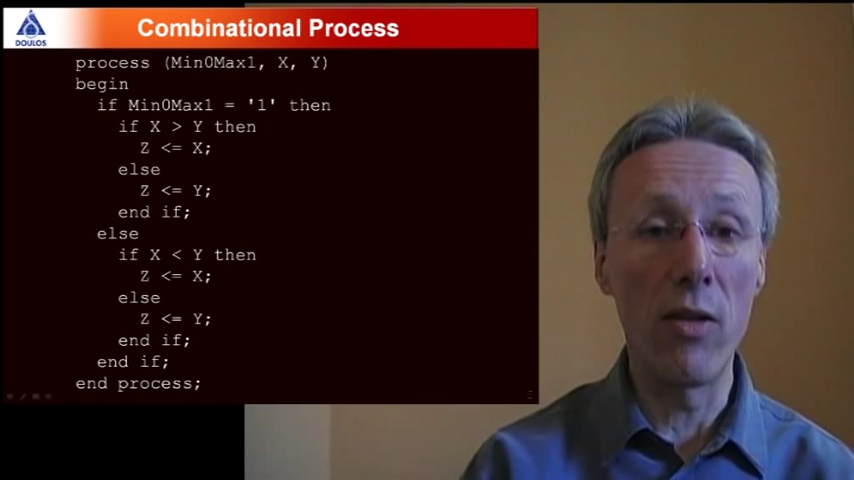 DOULOS
Combinational Process
process (Min0Max1, X, Y)
begin
if Min0Max1 = '1' then
if X > Y then
Z <= X;
else
Z <= Y;
end if;
else
if X < Y then
Z <= X;
else
Z <= Y;
end if;
end if;
end process;